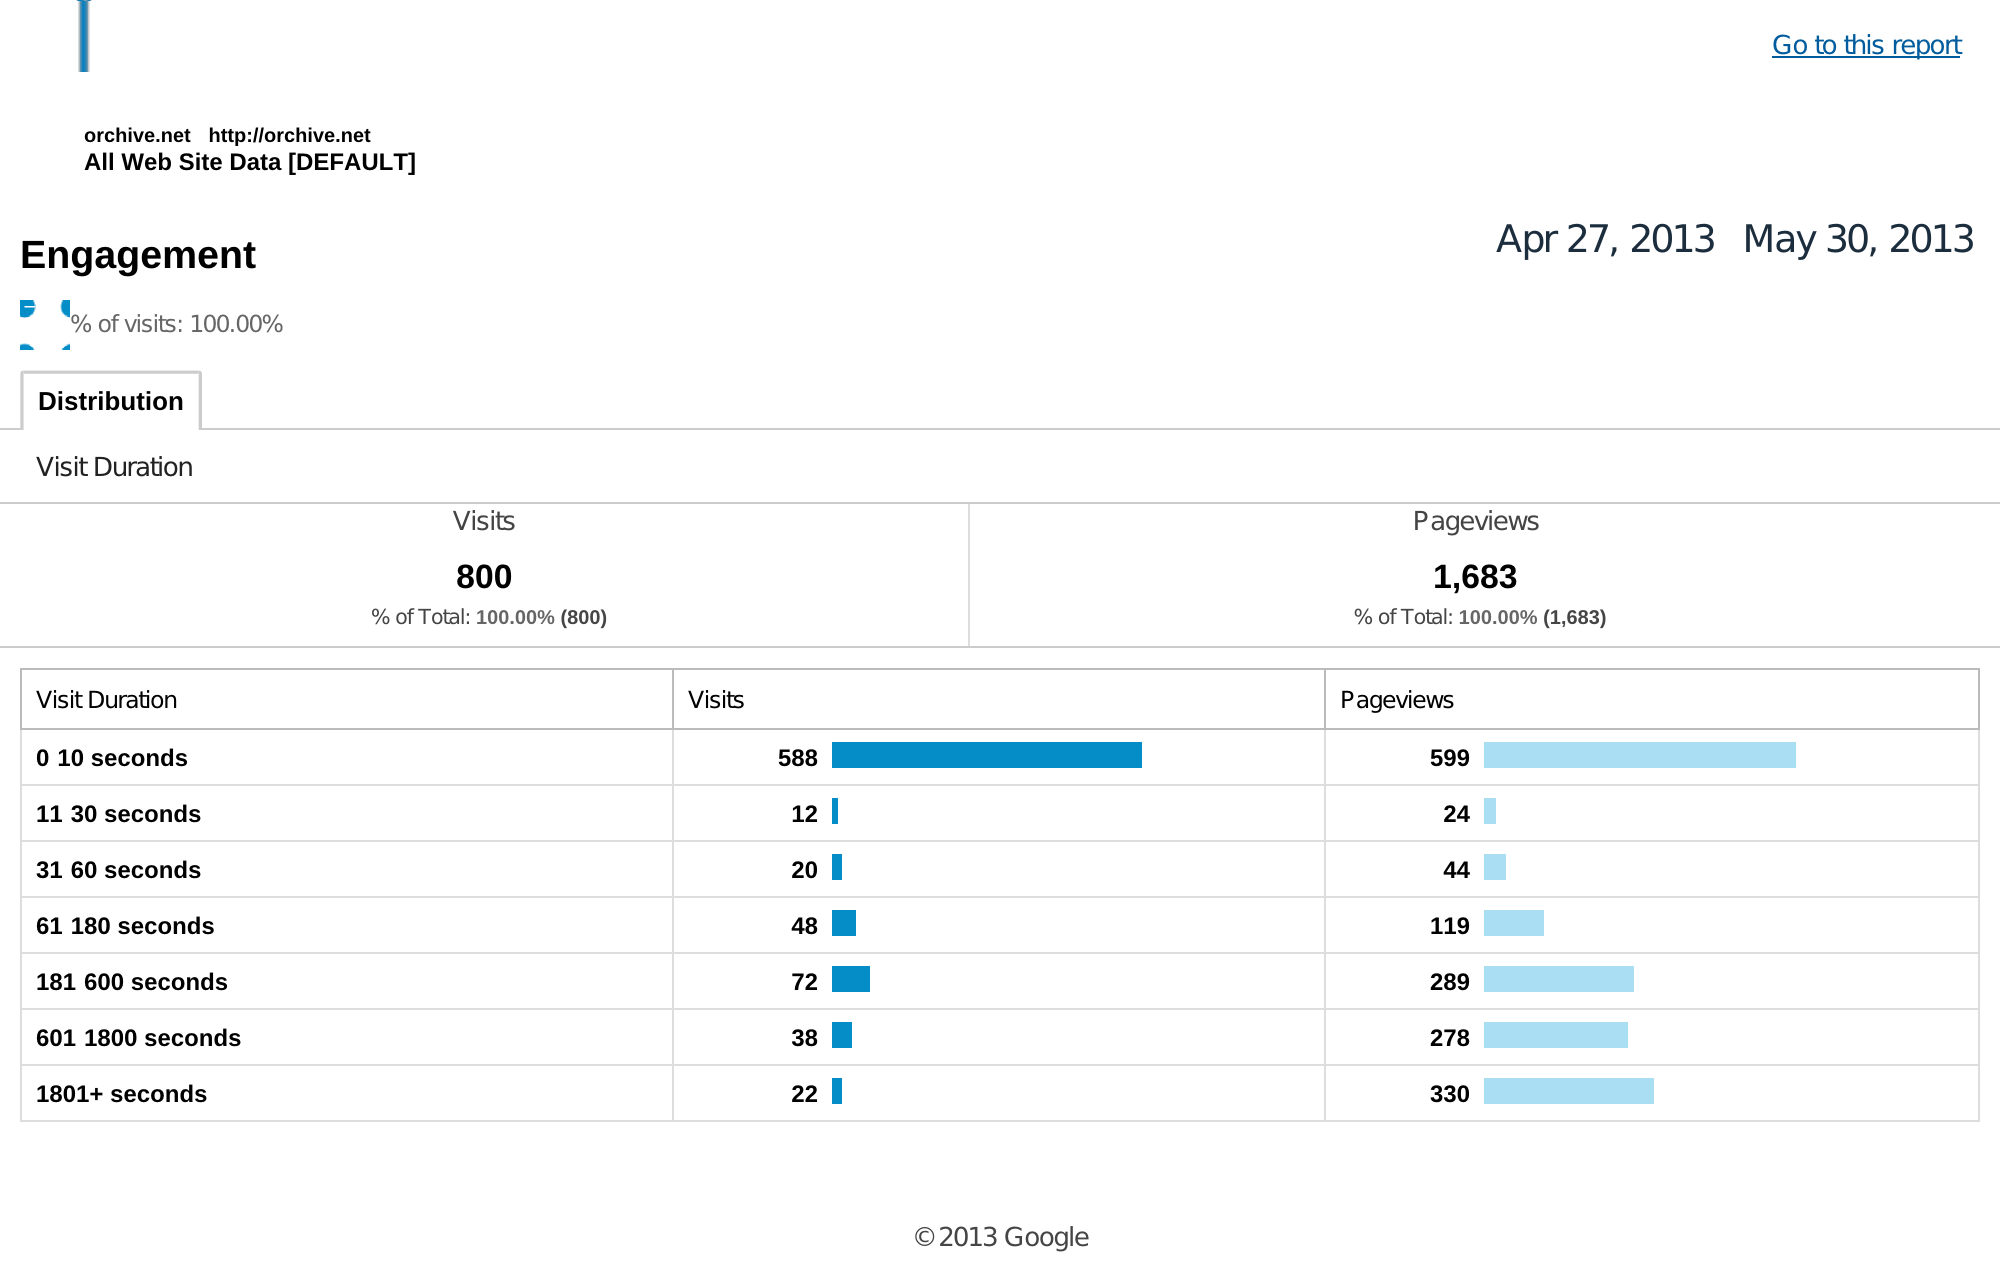 Go to this report
orchive.net http://orchive.net
All Web Site Data [DEFAULT]
Engagement
Apr 27, 2013 May 30, 2013
% of visits: 100.00%
Distribution
Visit Duration
Visits Pageviews
800 1,683
% of Total: 100.00% (800) % of Total: 100.00% (1,683)
Visit Duration Visits Pageviews
0 10 seconds 588 599
11 30 seconds 12 24
31 60 seconds 20 44
61 180 seconds 48 119
181 600 seconds 72 289
601 1800 seconds 38 278
1801+ seconds 22 330
© 2013 Google